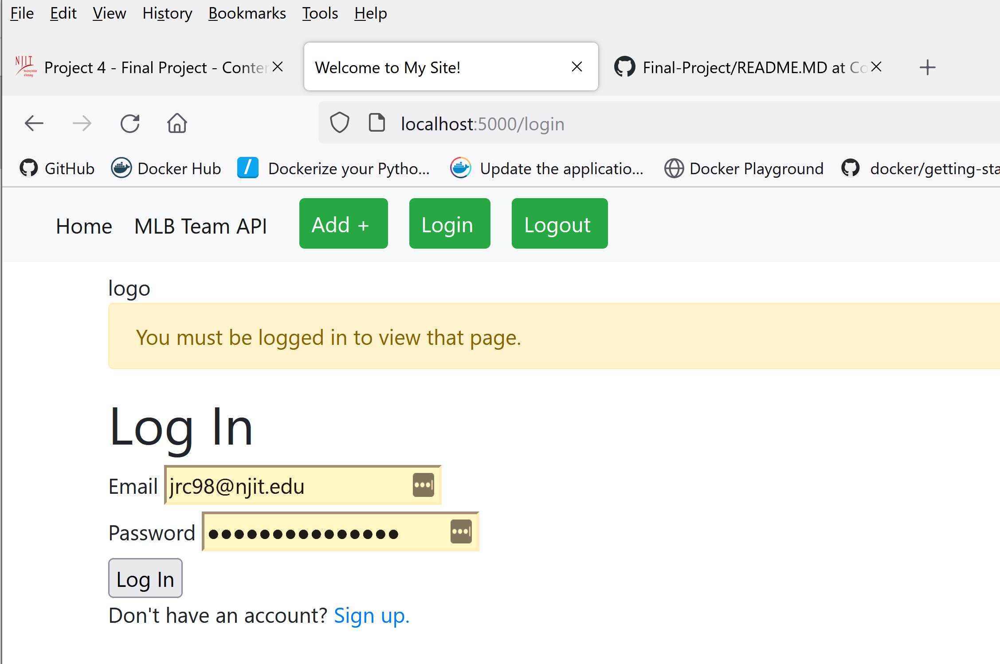 File Edit View History Bookmarks Tools Help
NJIT Project 4 - Final Project - Conter Welcome to My Site! Final-Project/README.MD at Co
localhost:5000/login
GitHub Docker Hub Dockerize your Pytho... Update the applicatio... Docker Playground docker/getting-sta
Home MLB Team API Add + Login Logout
logo
You must be logged in to view that page.
Log In
Email jrc98@njit.edu
Password
Log In
Don't have an account? Sign up.